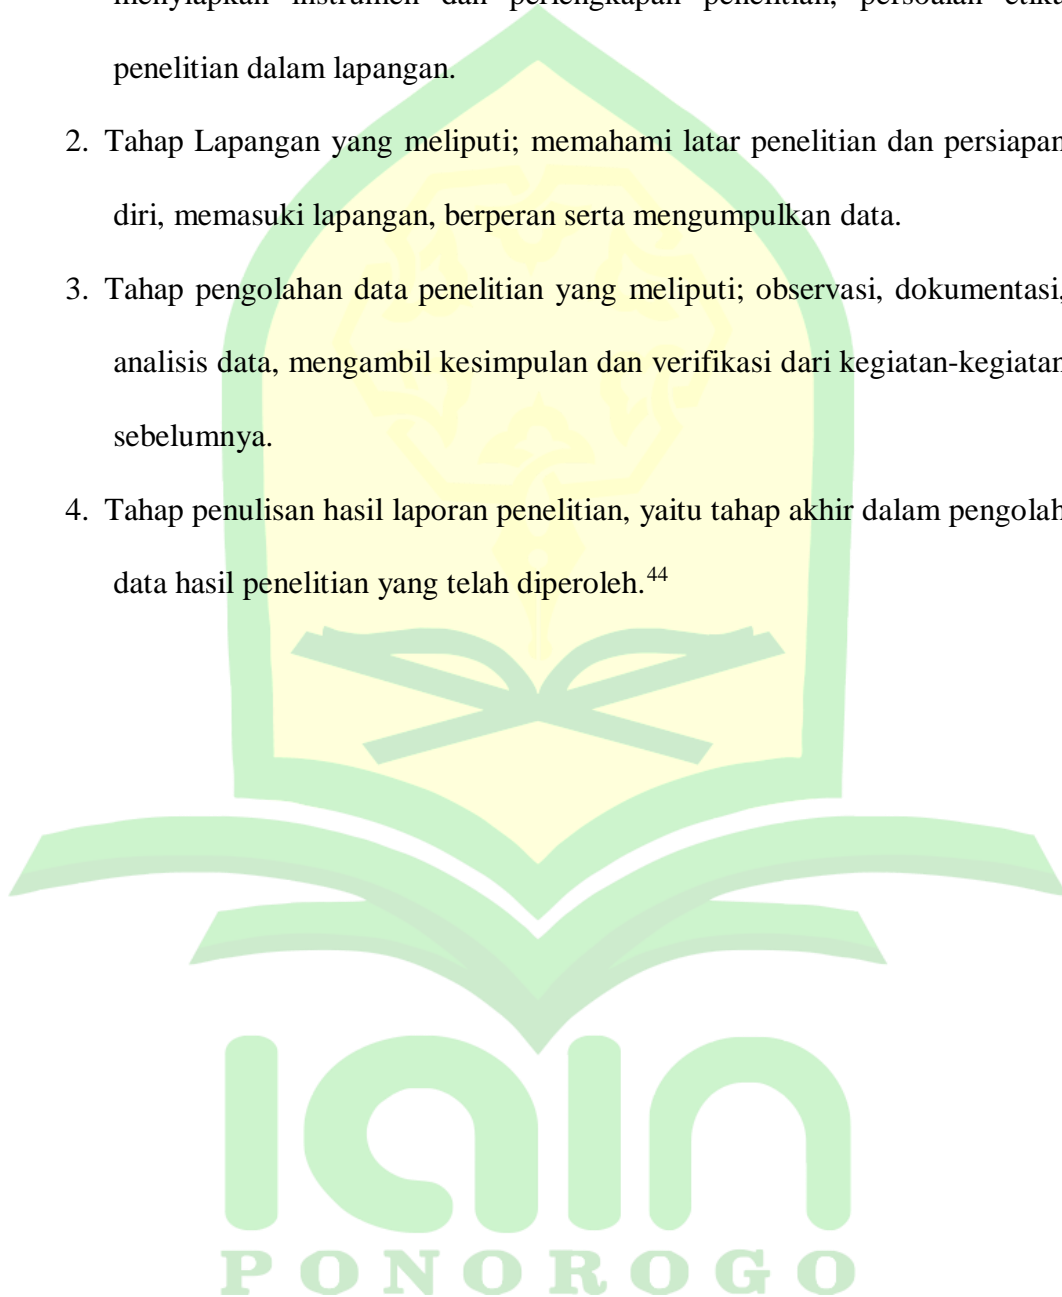 menyiapkan instrumen dan perlengkapan penelitian, persoalan etika
penelitian dalam lapangan.
2. Tahap Lapangan yang meliputi; memahami latar penelitian dan persiapan
diri, memasuki lapangan, berperan serta mengumpulkan data.
3. Tahap pengolahan data penelitian yang meliputi; observasi, dokumentasi,
analisis data, mengambil kesimpulan dan verifikasi dari kegiatan-kegiatan
sebelumnya.
4. Tahap penulisan hasil laporan penelitian, yaitu tahap akhir dalam pengolah
data hasil penelitian yang telah diperoleh.44
IAIN
PONOROGO